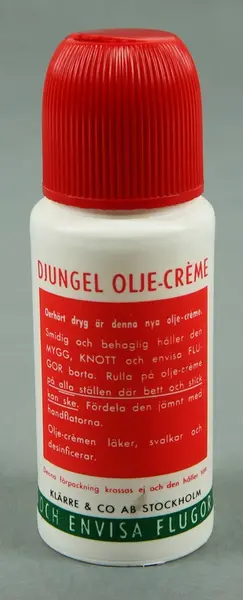 DJUNGEL OLJE-CRÈME
Oerhört dryg är denna nya olje-crème.
Smidig och behaglig håller den
MYGG, KNOTT och envisa FLU-
GOR borta. Rulla på olje-crème
på alla ställen där bett och stick
kan ske. Fördela den jämnt med
handflatorna.
Olje-crèmen läker, svalkar och
desinficerar.
Denna förpackning krossas ej och den håller tätt
KLÄRRE & CO AB STOCKHOLM
OCH ENVISA FLUGOR